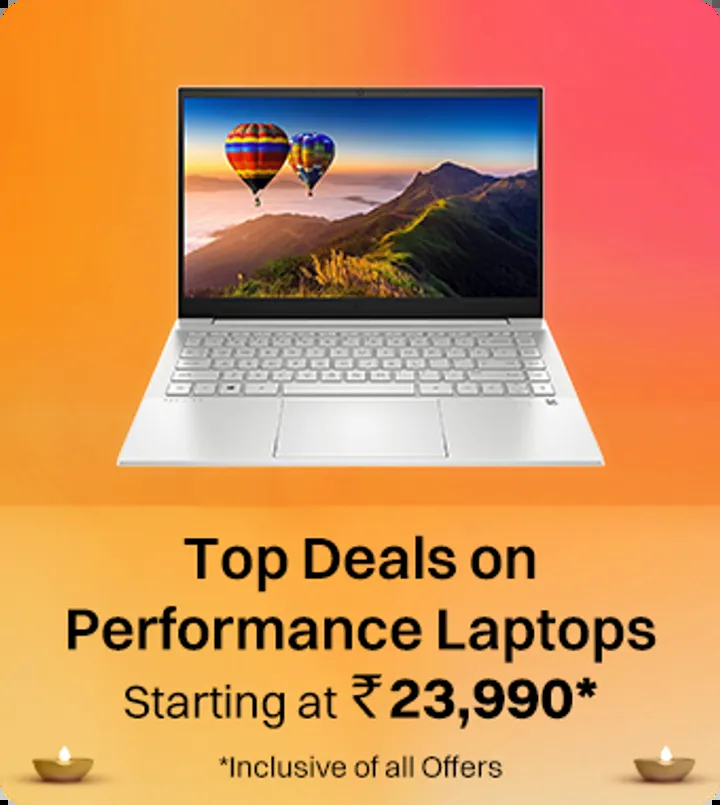 Top Deals on
Performance Laptops
Starting at ₹23,990*
*Inclusive of all Offers